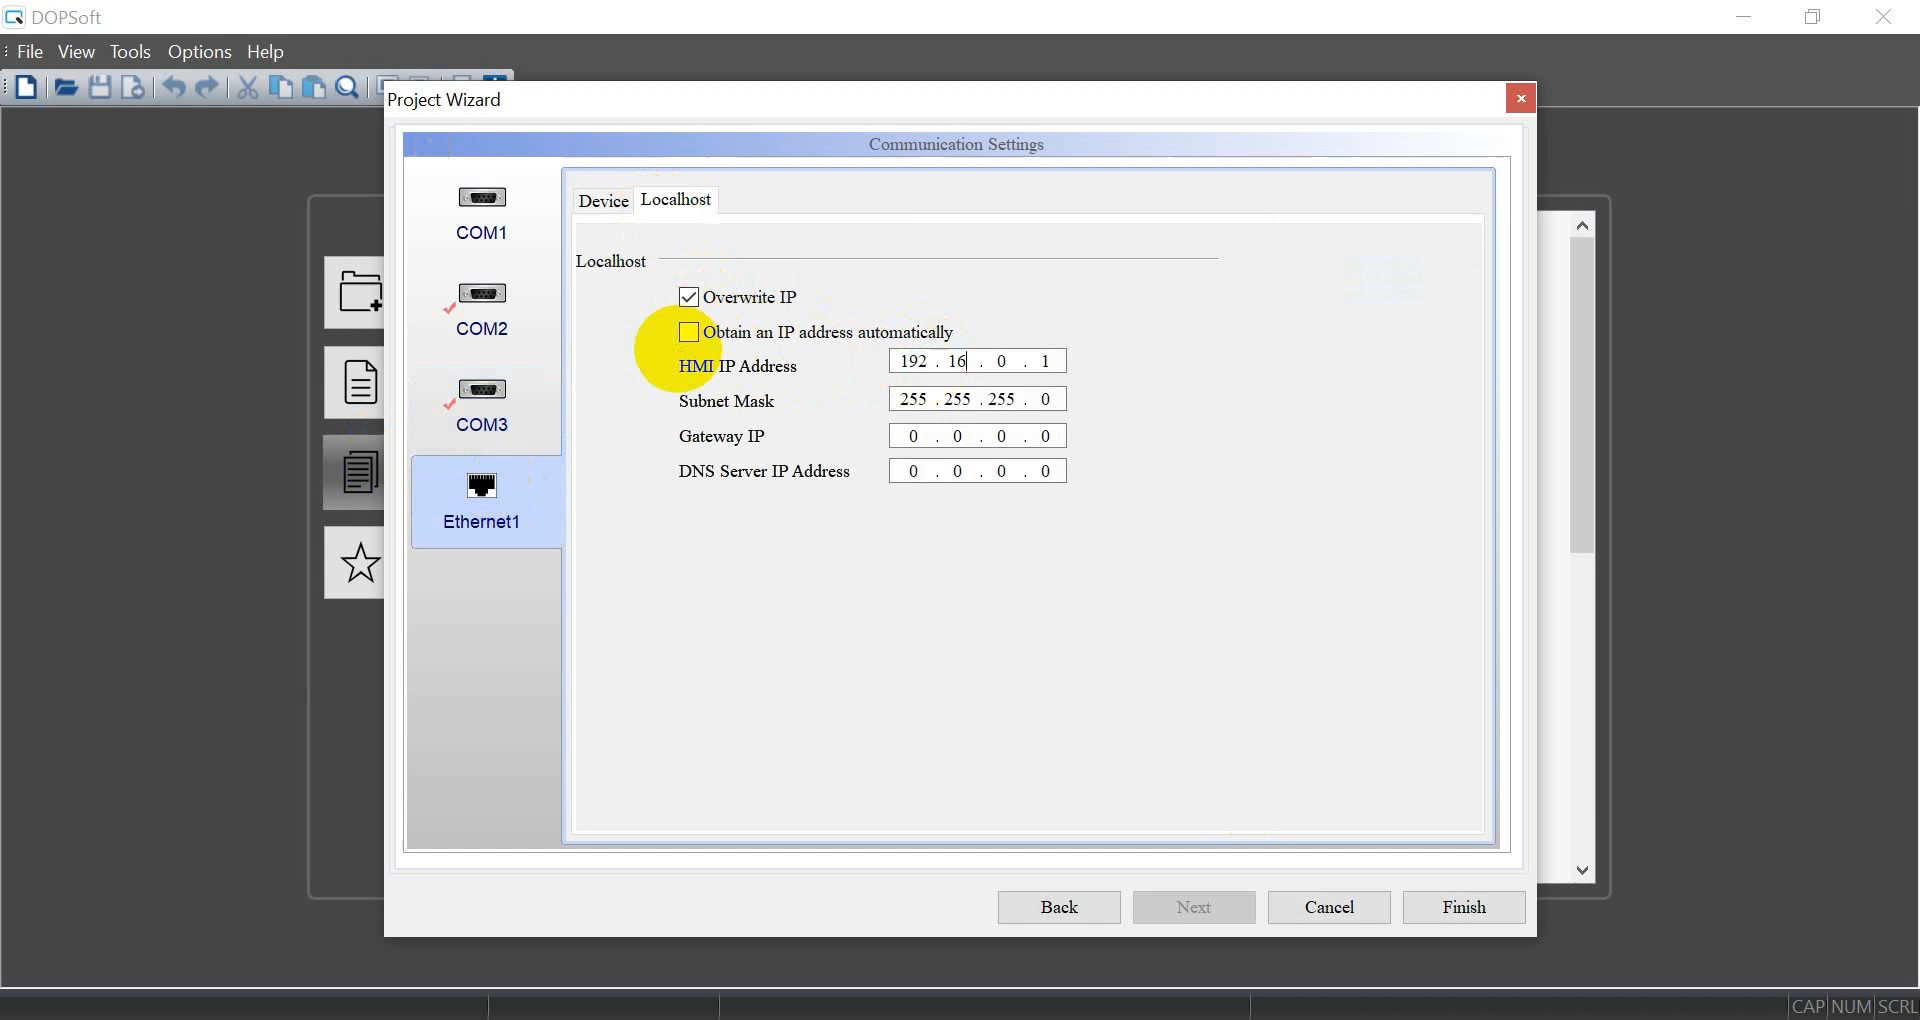 DOPSoft
File View Tools Options Help
Project Wizard
Communication Settings
COM1
COM2
COM3
Ethernet1
Device Localhost
Localhost
Overwrite IP
Obtain an IP address automatically
HMI IP Address 192 . 16 . 0 . 1
Subnet Mask 255 . 255 . 255 . 0
Gateway IP 0 . 0 . 0 . 0
DNS Server IP Address 0 . 0 . 0 . 0
Back Next Cancel Finish
CAP NUM SCRL